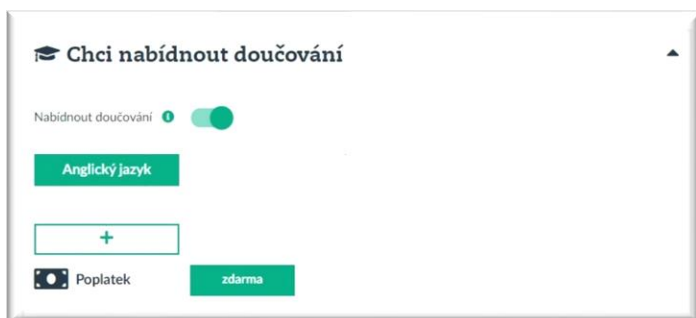 Chci nabídnout doučování
Nabídnout doučování
Anglický jazyk
+
Poplatek zdarma